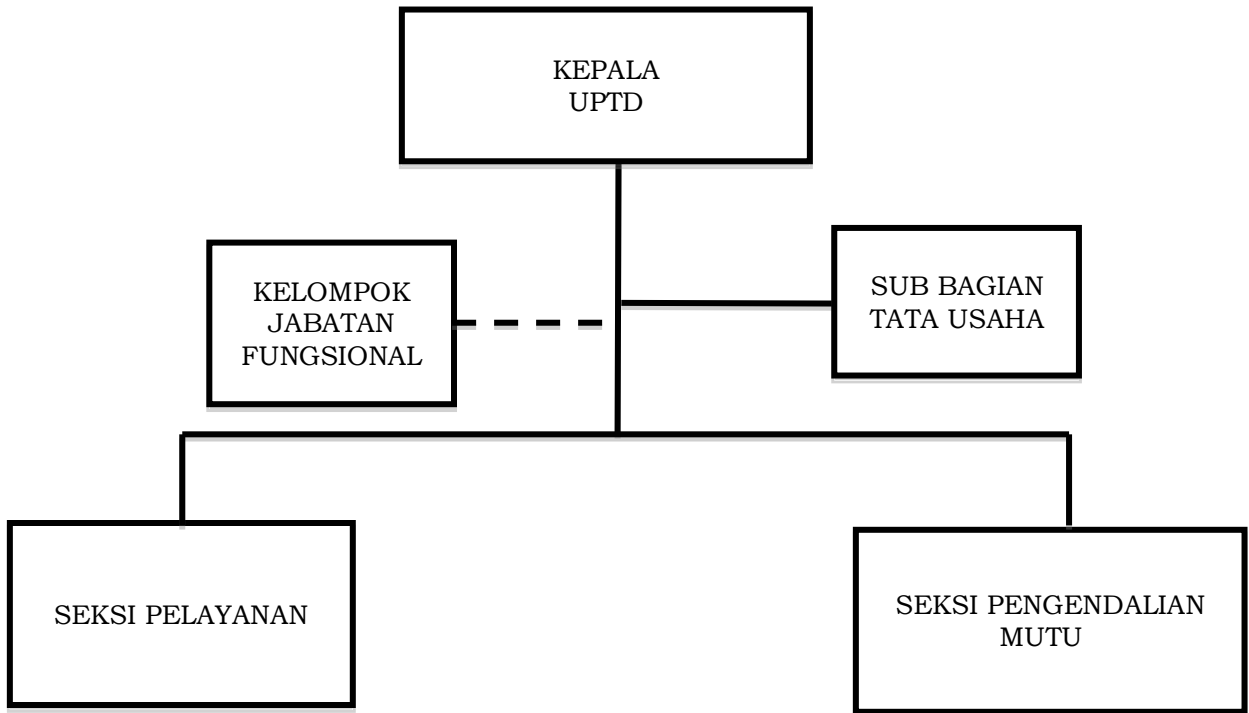 KEPALA
UPTD
KELOMPOK
JABATAN
FUNGSIONAL
SUB BAGIAN
TATA USAHA
SEKSI PELAYANAN
SEKSI PENGENDALIAN
MUTU